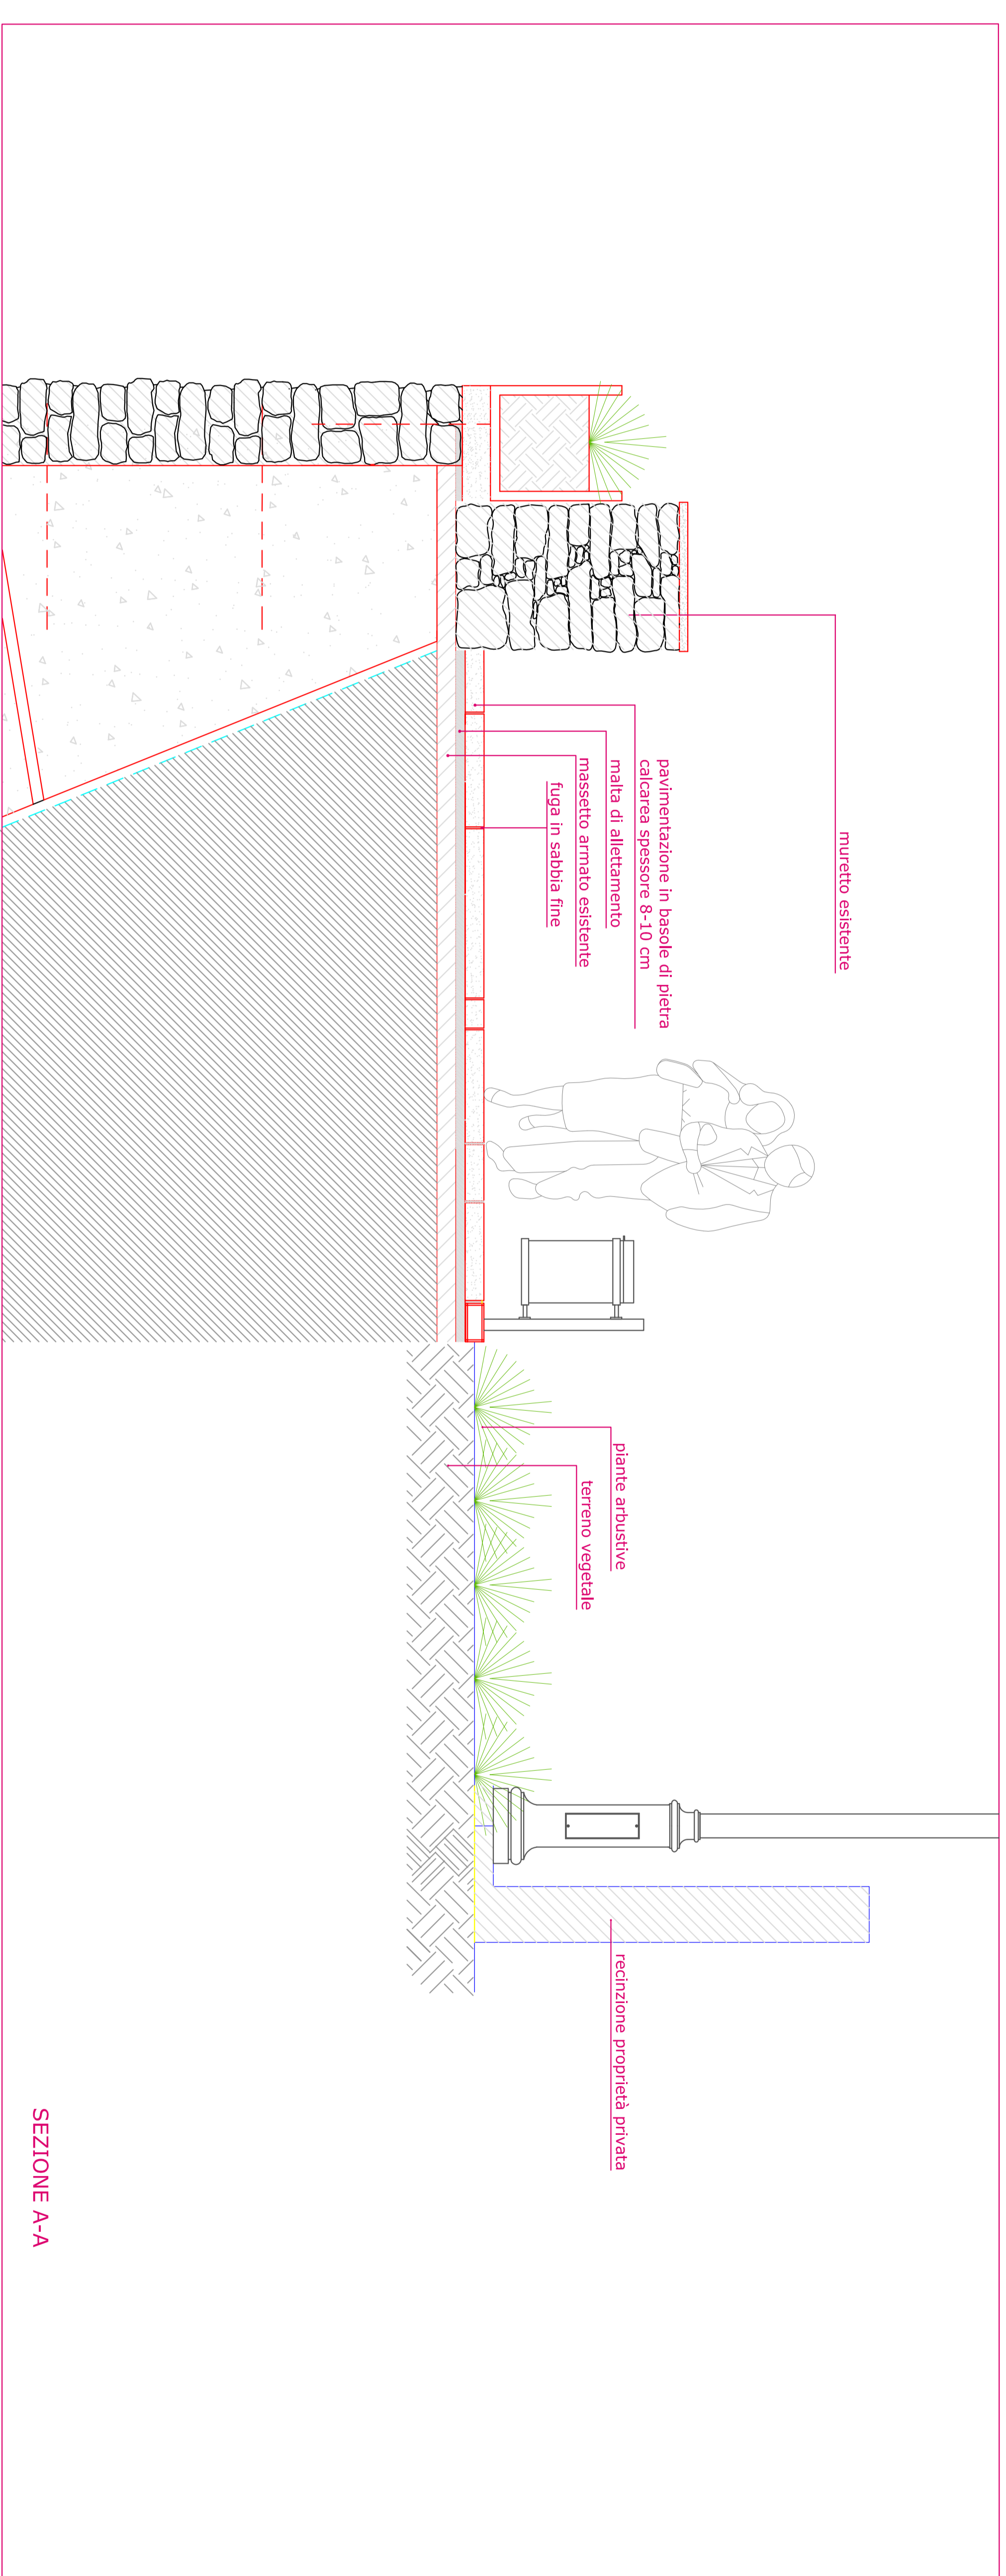 muretto esistente
pavimentazione in basole di pietra
calcarea spessore 8-10 cm
malta di allettamento
massetto armato esistente
fuga in sabbia fine
piante arbustive
terreno vegetale
recinzione proprietà privata
SEZIONE A-A